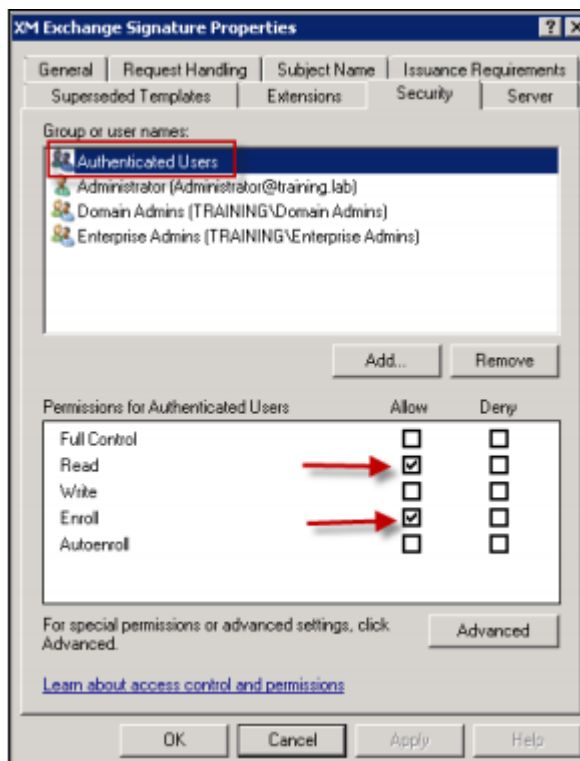 XM Exchange Signature Properties
General Request Handling Subject Name Issuance Requirements
Superseded Templates Extensions Security Server
Group or user names:
Authenticated Users
Administrator (Administrator@training.lab)
Domain Admins (TRAINING\Domain Admins)
Enterprise Admins (TRAINING\Enterprise Admins)
Add... Remove
Permissions for Authenticated Users Allow Deny
Full Control
Read
Write
Enroll
Autoenroll
For special permissions or advanced settings, click
Advanced.
Advanced
Learn about access control and permissions
OK Cancel Apply Help